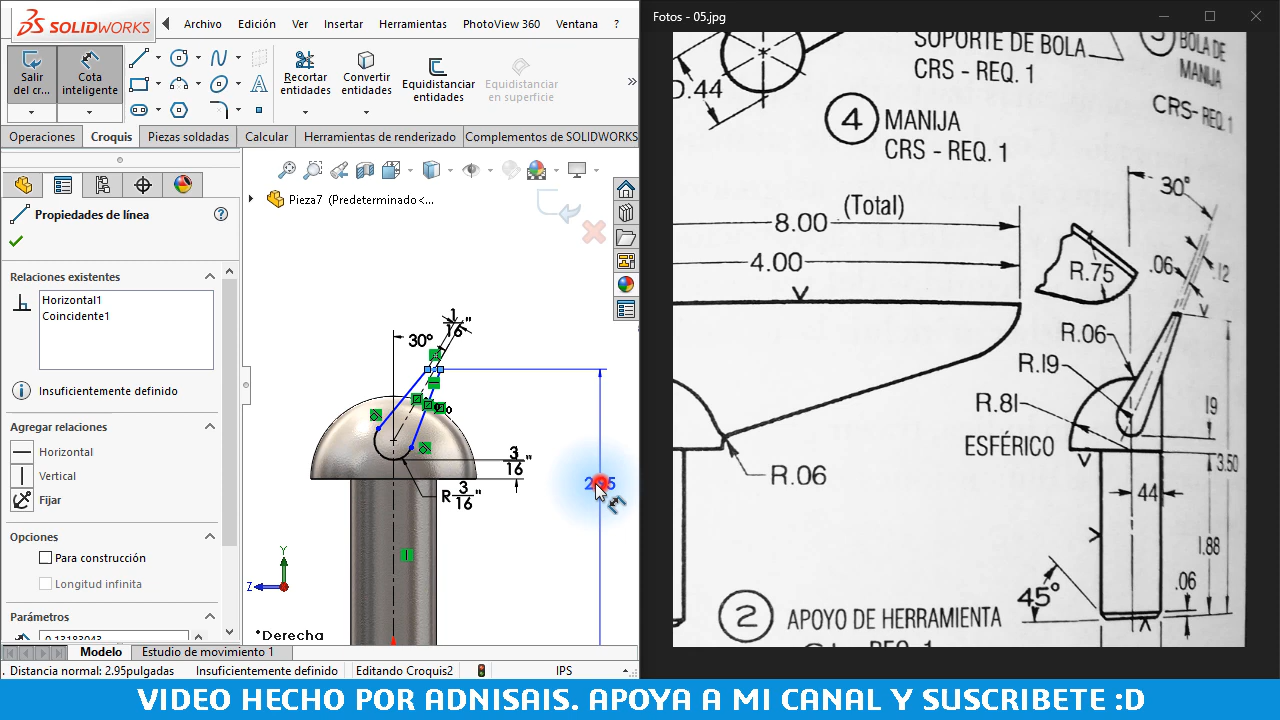 SOLIDWORKS
Archivo Edición Ver Insertar Herramientas PhotoView 360 Ventana ?
Salir del cr...
Cota inteligente
Recortar entidades
Convertir entidades
Equidistanciar entidades
Equidistanciar en superficie
Operaciones Croquis Piezas soldadas Calcular Herramientas de renderizado Complementos de SOLIDWORKS
Propiedades de línea
Relaciones existentes
Horizontal1
Coincidente1
Insuficientemente definido
Agregar relaciones
Horizontal
Vertical
Fijar
Opciones
Para construcción
Longitud infinita
Parámetros
0.13183043
Pieza7 (Predeterminado <...
1/16"
30°
3/16"
R 3/16"
2.95
Y
Z
*Derecha
Modelo Estudio de movimiento 1
Distancia normal: 2.95pulgadas Insuficientemente definido Editando Croquis2 IPS
Fotos - 05.jpg
SOPORTE DE BOLA
CRS - REQ. 1
3 BOLA DE
MANIJA
CRS- REQ. 1
D.44
4 MANIJA
CRS - REQ. 1
30°
8.00 (Total)
4.00
R.75
.06
.12
R.06
R.19
R.81
ESFÉRICO
19
3.50
R.06
44
1.88
.06
45°
2 APOYO DE HERRAMIENTA
VIDEO HECHO POR ADNISAIS. APOYA A MI CANAL Y SUSCRIBETE :D